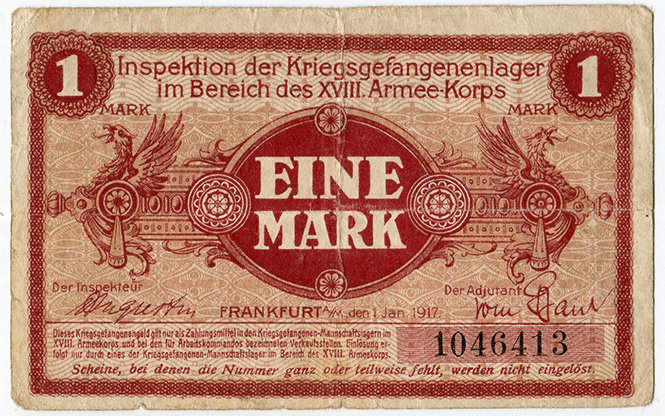 1 Inspektion der Kriegsgefangenenlager 1
im Bereich des XVIII. Armee-Korps
MARK MARK
EINE
MARK
1010 1010
Der Inspekteur Der Adjutant
FRANKFURT A/M. den 1 Jan. 1917.
Dieses Kriegsgefangenengeld gilt nur als Zahlungsmittel in den Kriegsgefangenen-Mannschaftslagern im
XVIII. Armeekorps und bei den für Arbeitskommandos bezeichneten Verkaufsstellen. Einlösung er-
folgt nur durch eines der Kriegsgefangenen-Mannschaftslager im Bereich des XVIII. Armeekorps.
1046413
Scheine, bei denen die Nummer ganz oder teilweise fehlt, werden nicht eingelöst.